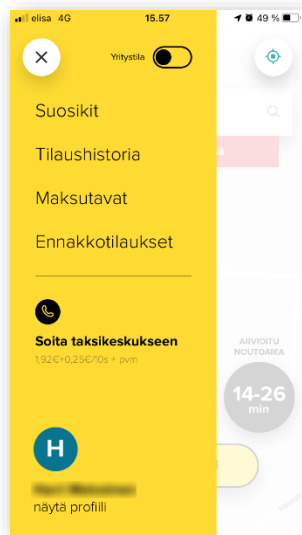 elisa 4G 15.57 49 %
Yritystila
Suosikit
Tilaushistoria
Maksutavat
Ennakkotilaukset
Soita taksikeskukseen
1,92€+0,25€/10s + pvm
ARVIOITU
NOUTOAIKA
14-26
min
H
näytä profiili